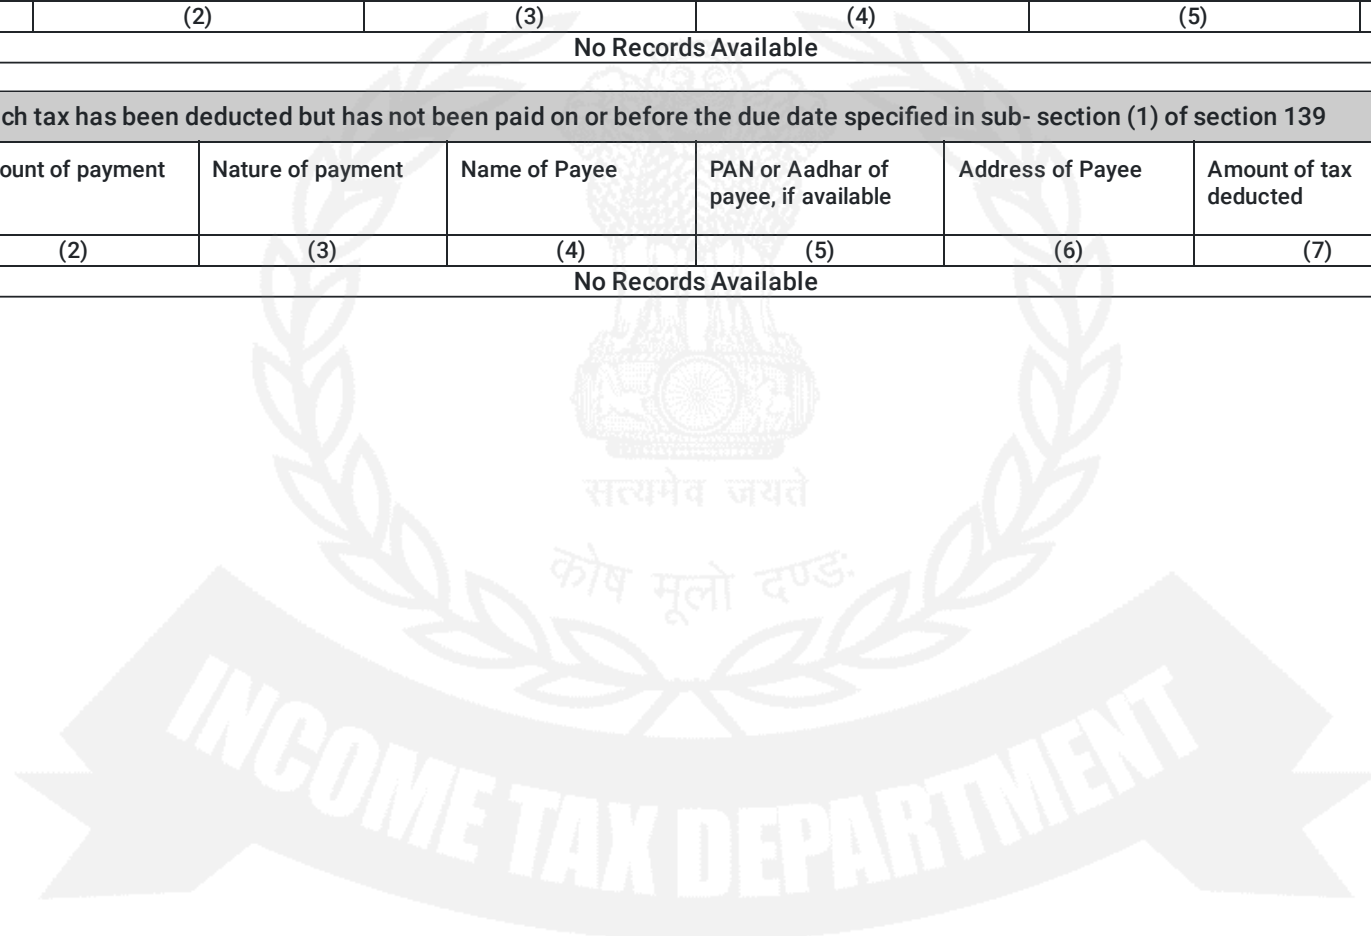 (2) (3) (4) (5)
No Records Available
ch tax has been deducted but has not been paid on or before the due date specified in sub- section (1) of section 139
ount of payment Nature of payment Name of Payee PAN or Aadhar of payee, if available Address of Payee Amount of tax deducted
(2) (3) (4) (5) (6) (7)
No Records Available
सत्यमेव जयते
कोष मूलो दण्डः
INCOME TAX DEPARTMENT